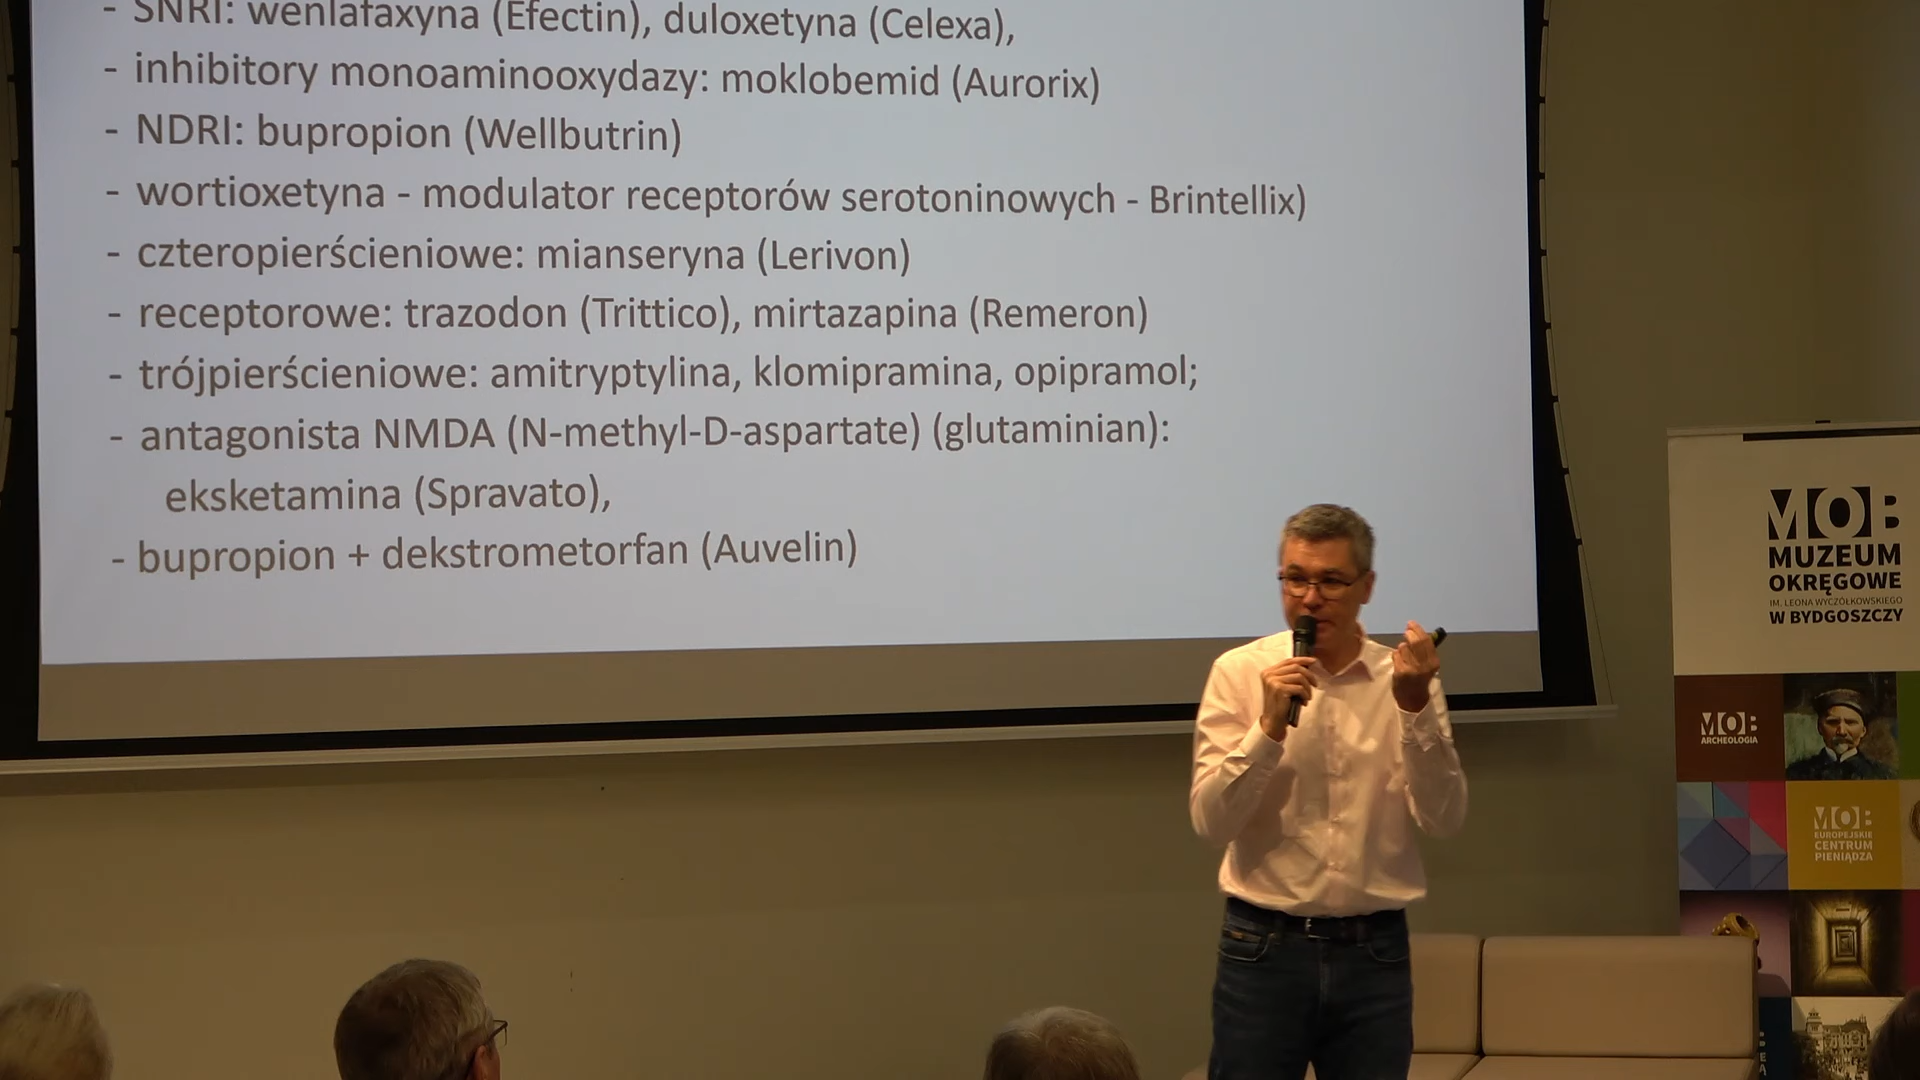 - SNRI: wenlafaxyna (Efectin), duloxetyna (Celexa),
- inhibitory monoaminooxydazy: moklobemid (Aurorix)
- NDRI: bupropion (Wellbutrin)
- wortioxetyna - modulator receptorów serotoninowych - Brintellix)
- czteropierścieniowe: mianseryna (Lerivon)
- receptorowe: trazodon (Trittico), mirtazapina (Remeron)
- trójpierścieniowe: amitryptylina, klomipramina, opipramol;
- antagonista NMDA (N-methyl-D-aspartate) (glutaminian):
eksketamina (Spravato),
- bupropion + dekstrometorfan (Auvelin)
MOB
MUZEUM
OKRĘGOWE
IM. LEONA WYCZÓŁKOWSKIEGO
W BYDGOSZCZY
MOB
ARCHEOLOGIA
MOB
EUROPEJSKIE
CENTRUM
PIENIĄDZA